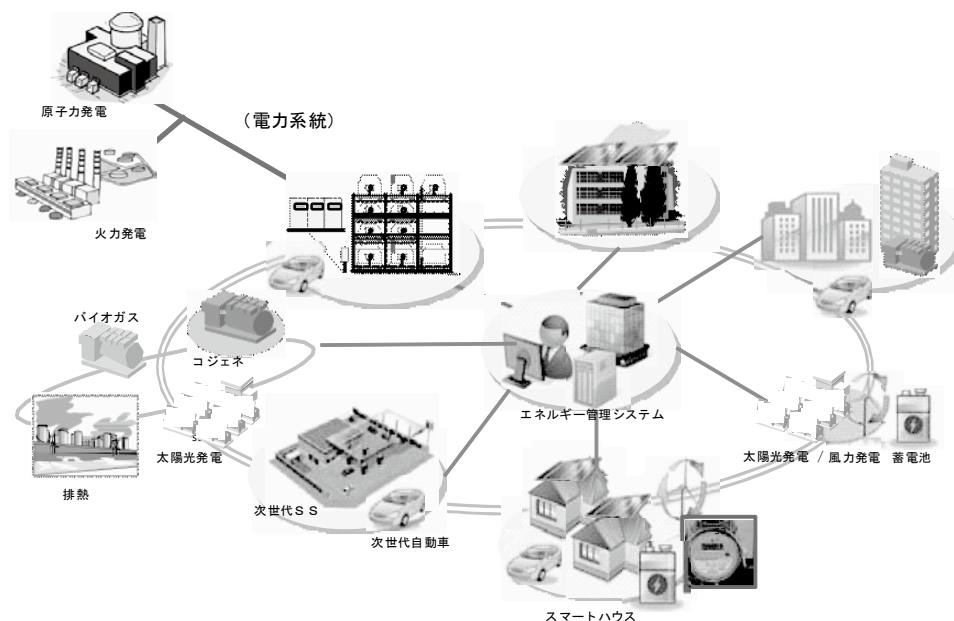 原子力発電
(電力系統)
火力発電
バイオガス
コジェネ
エネルギー管理システム
太陽光発電
太陽光発電 / 風力発電 蓄電池
排熱
次世代ＳＳ
次世代自動車
スマートハウス